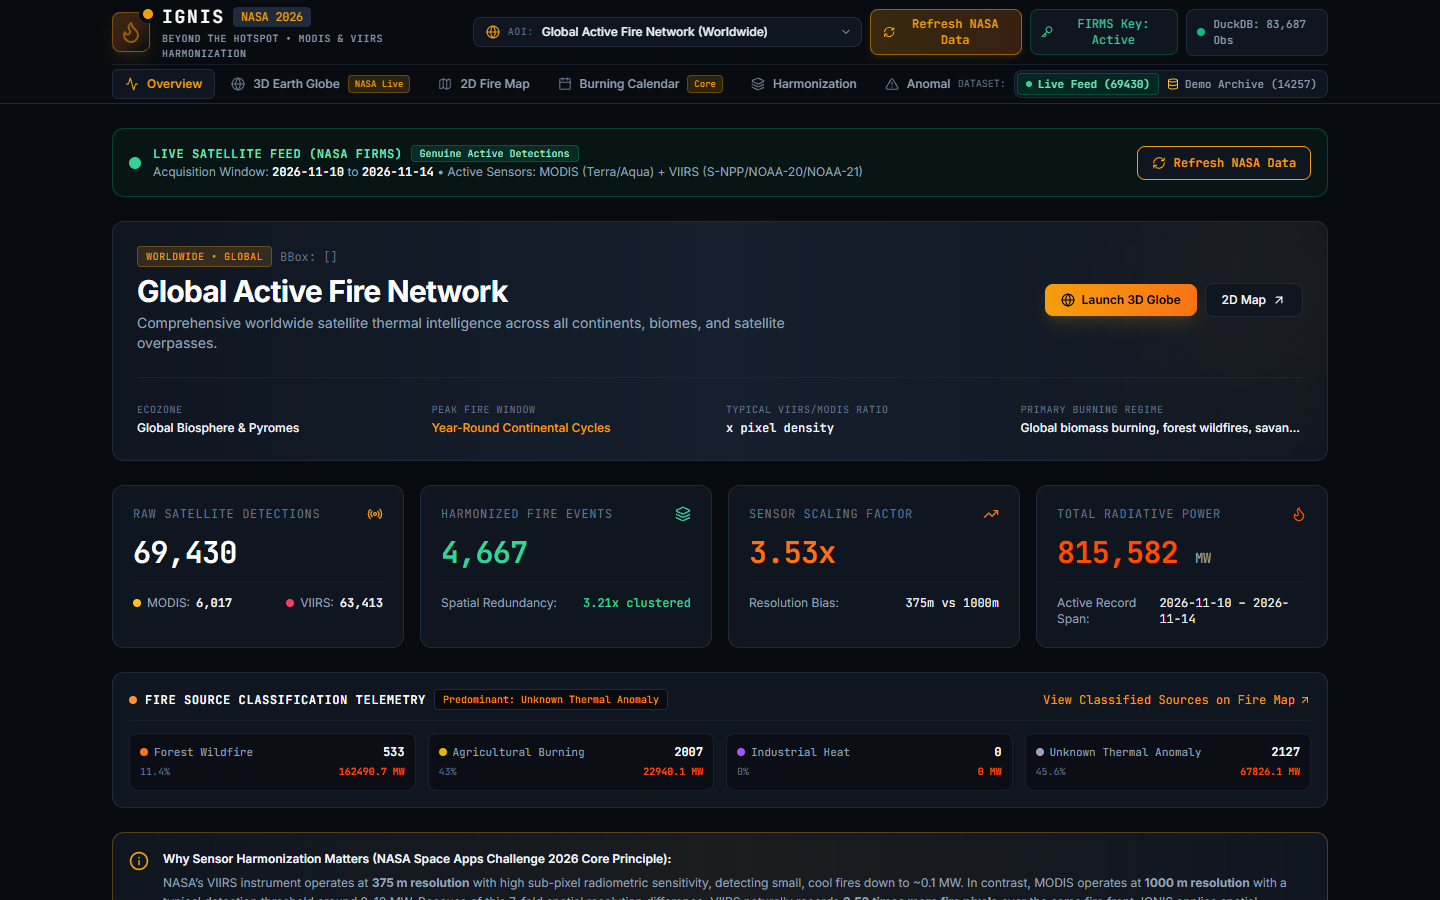 IGNIS NASA 2026
BEYOND THE HOTSPOT • MODIS & VIIRS
HARMONIZATION
AOI: Global Active Fire Network (Worldwide)
Refresh NASA
Data
FIRMS Key:
Active
DuckDB: 83,687
Obs
Overview
3D Earth Globe NASA Live
2D Fire Map
Burning Calendar Core
Harmonization
Anomal
DATASET:
Live Feed (69430)
Demo Archive (14257)
LIVE SATELLITE FEED (NASA FIRMS) Genuine Active Detections
Acquisition Window: 2026-11-10 to 2026-11-14 • Active Sensors: MODIS (Terra/Aqua) + VIIRS (S-NPP/NOAA-20/NOAA-21)
Refresh NASA Data
WORLDWIDE • GLOBAL BBox: []
Global Active Fire Network
Comprehensive worldwide satellite thermal intelligence across all continents, biomes, and satellite
overpasses.
Launch 3D Globe
2D Map
ECOZONE
Global Biosphere & Pyromes
PEAK FIRE WINDOW
Year-Round Continental Cycles
TYPICAL VIIRS/MODIS RATIO
x pixel density
PRIMARY BURNING REGIME
Global biomass burning, forest wildfires, savan...
RAW SATELLITE DETECTIONS
69,430
MODIS: 6,017
VIIRS: 63,413
HARMONIZED FIRE EVENTS
4,667
Spatial Redundancy: 3.21x clustered
SENSOR SCALING FACTOR
3.53x
Resolution Bias: 375m vs 1000m
TOTAL RADIATIVE POWER
815,582 MW
Active Record
Span:
2026-11-10 – 2026-
11-14
FIRE SOURCE CLASSIFICATION TELEMETRY Predominant: Unknown Thermal Anomaly
View Classified Sources on Fire Map
Forest Wildfire 533
11.4% 162490.7 MW
Agricultural Burning 2007
43% 22940.1 MW
Industrial Heat 0
0% 0 MW
Unknown Thermal Anomaly 2127
45.6% 67826.1 MW
Why Sensor Harmonization Matters (NASA Space Apps Challenge 2026 Core Principle):
NASA's VIIRS instrument operates at 375 m resolution with high sub-pixel radiometric sensitivity, detecting small, cool fires down to ~0.1 MW. In contrast, MODIS operates at 1000 m resolution with a